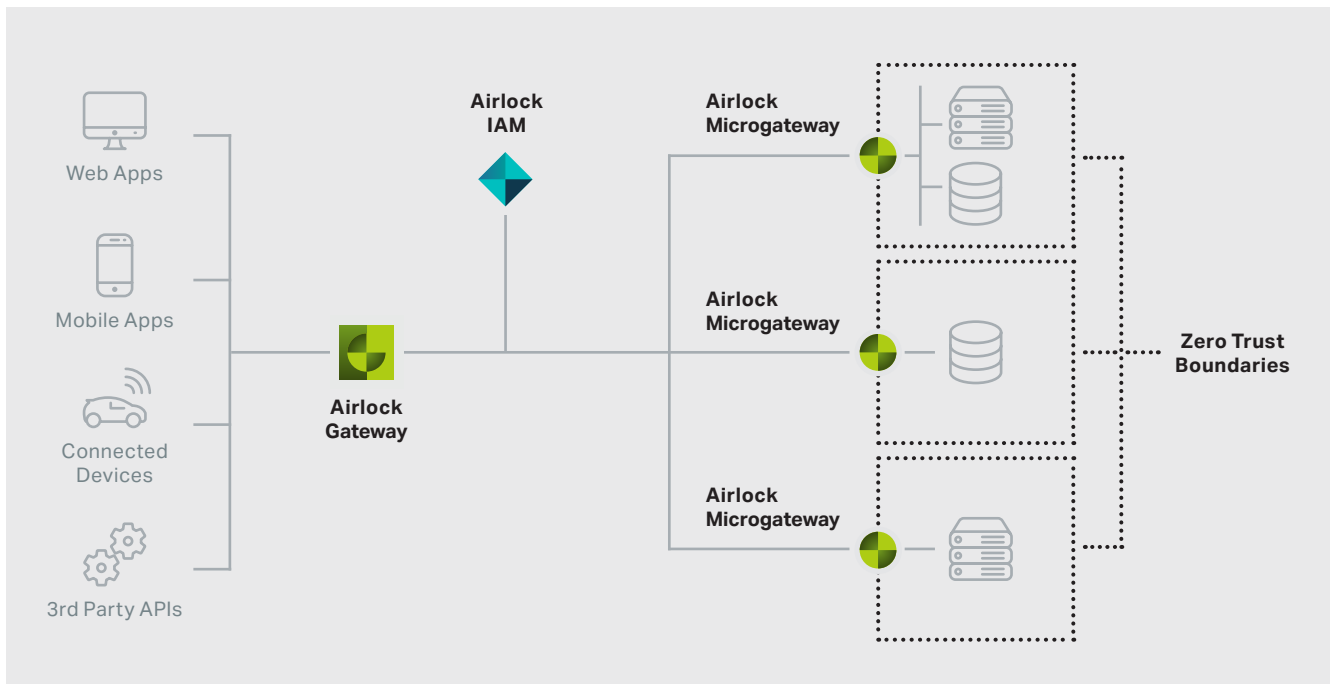 Web Apps
Mobile Apps
Connected
Devices
3rd Party APIs
Airlock
Gateway
Airlock
IAM
Airlock
Microgateway
Airlock
Microgateway
Airlock
Microgateway
Zero Trust
Boundaries